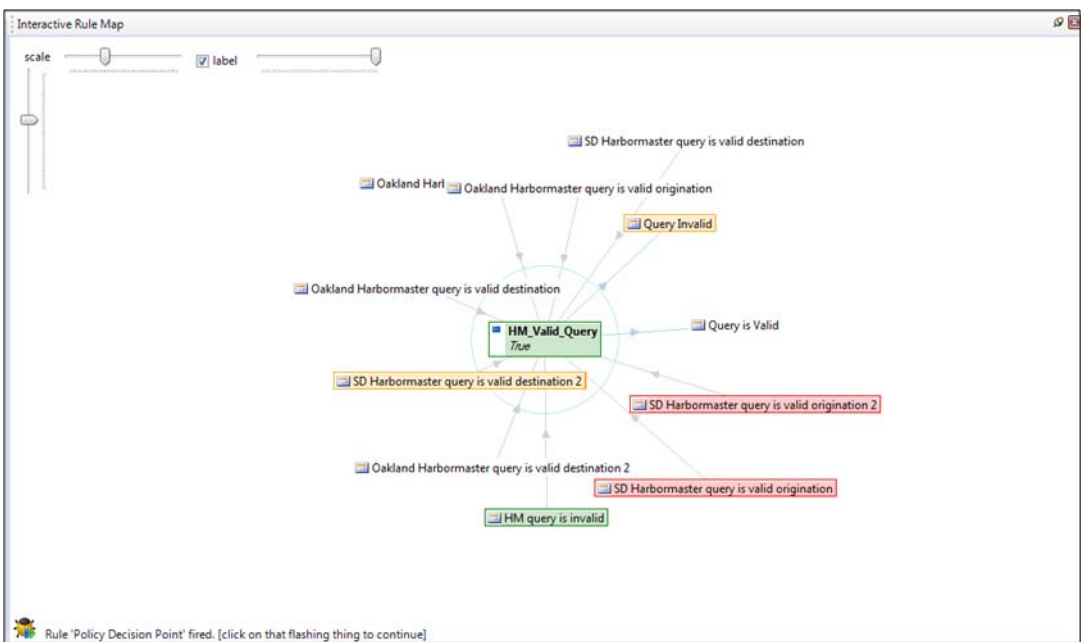 Interactive Rule Map
scale
label
SD Harbormaster query is valid destination
Oakland
Oakland Harbormaster query is valid origination
Query Invalid
Oakland Harbormaster query is valid destination
HM_Valid_Query
True
Query is Valid
SD Harbormaster query is valid destination 2
SD Harbormaster query is valid origination 2
Oakland Harbormaster query is valid destination 2
SD Harbormaster query is valid origination
HM query is invalid
Rule 'Policy Decision Point' fired. [click on that flashing thing to continue]